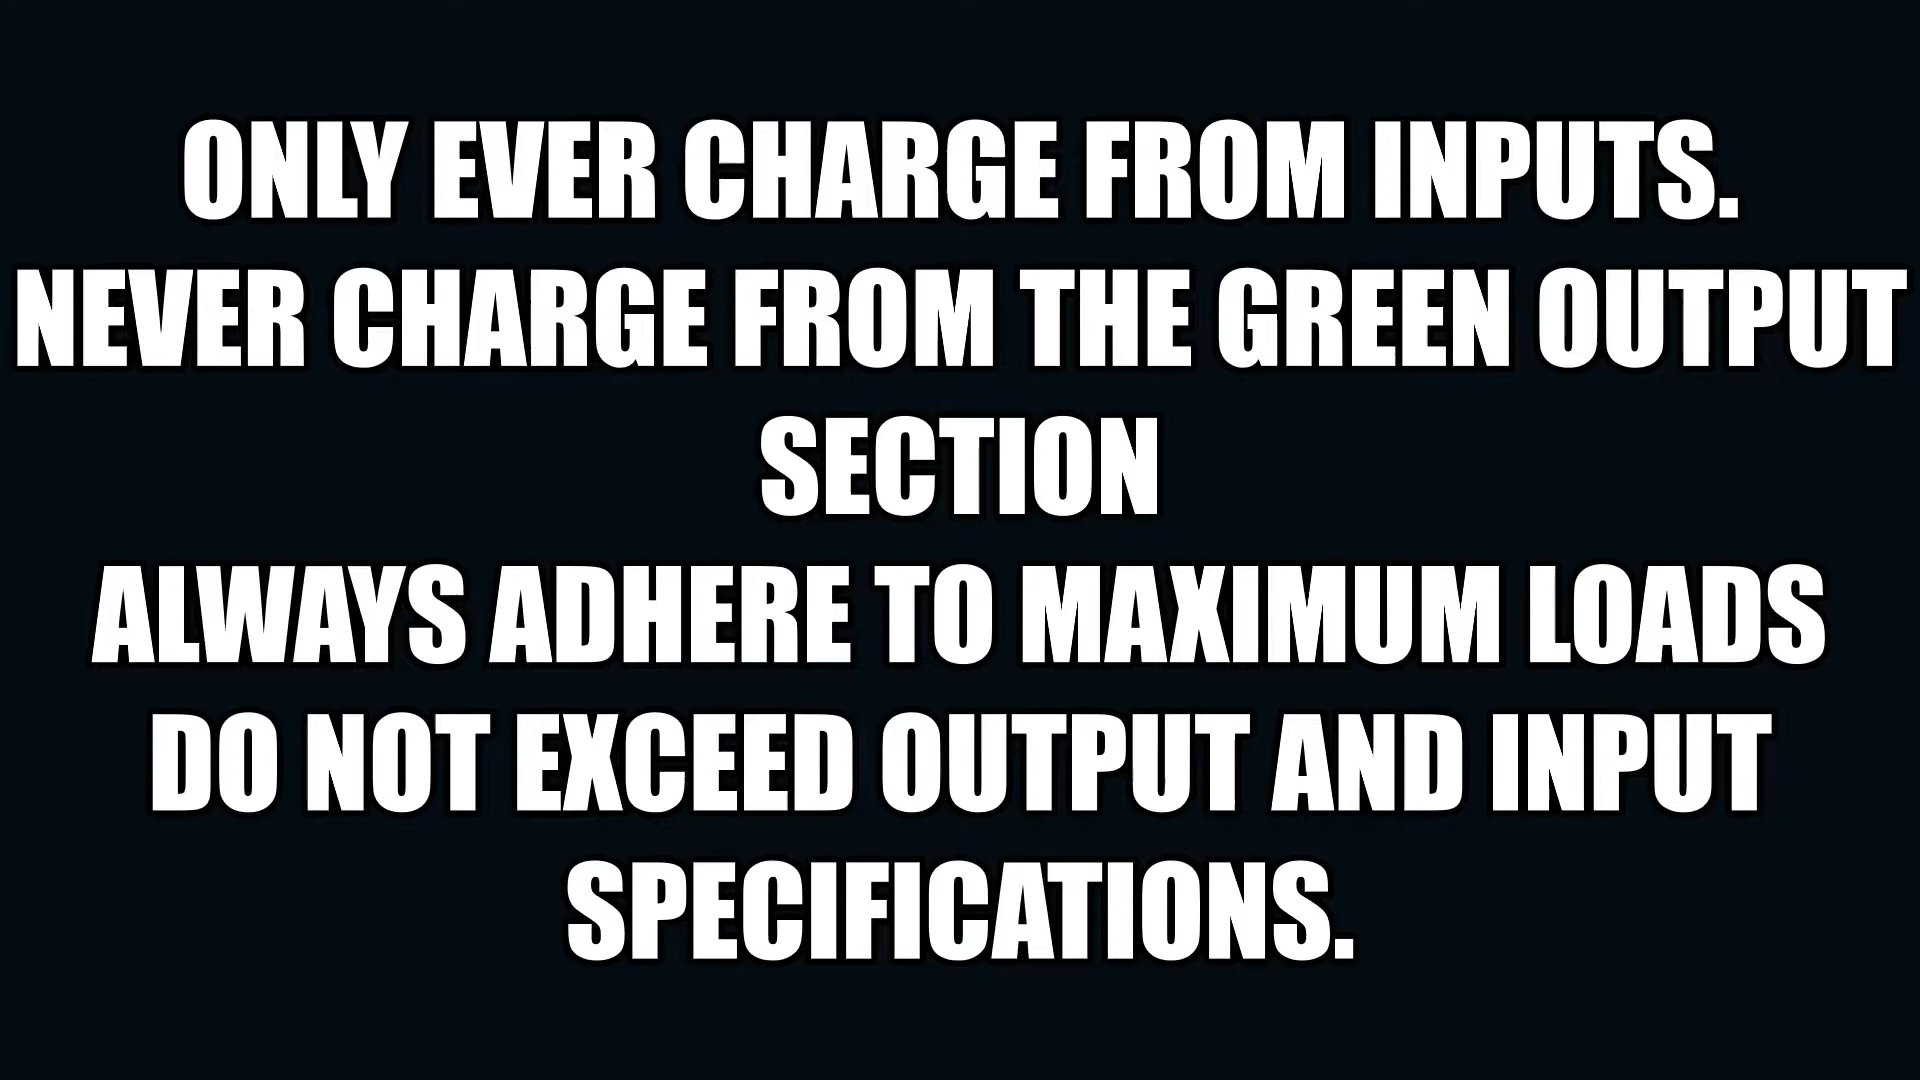 ONLY EVER CHARGE FROM INPUTS.
NEVER CHARGE FROM THE GREEN OUTPUT
SECTION
ALWAYS ADHERE TO MAXIMUM LOADS
DO NOT EXCEED OUTPUT AND INPUT
SPECIFICATIONS.